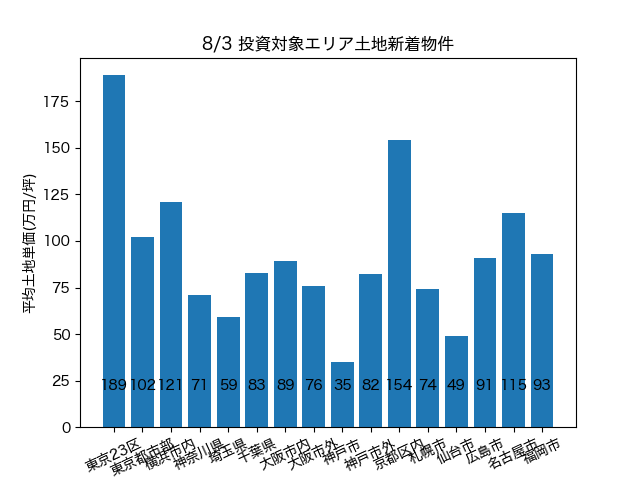 8/3 投資対象エリア土地新着物件
平均土地単価(万円/坪)
175
150
125
100
75
50
25
0
189 102 121 71 59 83 89 76 35 82 154 74 49 91 115 93
東京23区
東京都市部
横浜市内
神奈川県
埼玉県
千葉県
大阪市内
大阪市外
神戸市
神戸市外
京都区内
札幌市
仙台市
広島市
名古屋市
福岡市